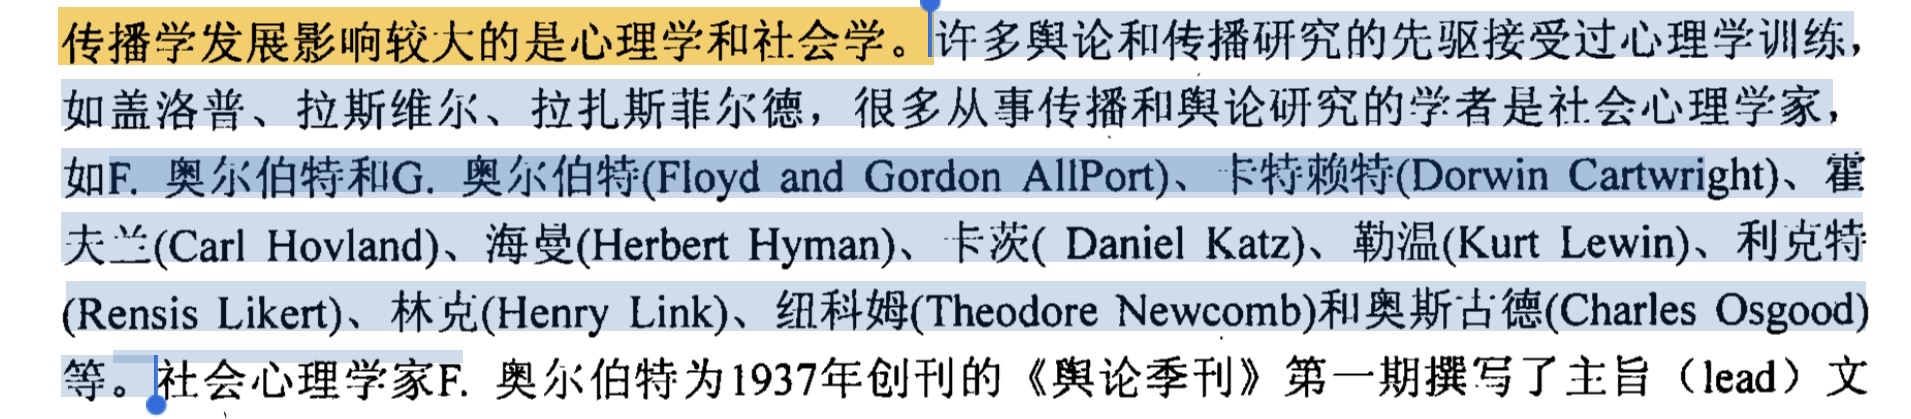 传播学发展影响较大的是心理学和社会学。许多舆论和传播研究的先驱接受过心理学训练，
如盖洛普、拉斯维尔、拉扎斯菲尔德，很多从事传播和舆论研究的学者是社会心理学家，
如F. 奥尔伯特和G. 奥尔伯特(Floyd and Gordon AllPort)、卡特赖特(Dorwin Cartwright)、霍
夫兰(Carl Hovland)、海曼(Herbert Hyman)、卡茨( Daniel Katz)、勒温(Kurt Lewin)、利克特
(Rensis Likert)、林克(Henry Link)、纽科姆(Theodore Newcomb)和奥斯古德(Charles Osgood)
等。社会心理学家F. 奥尔伯特为1937年创刊的《舆论季刊》第一期撰写了主旨（lead）文